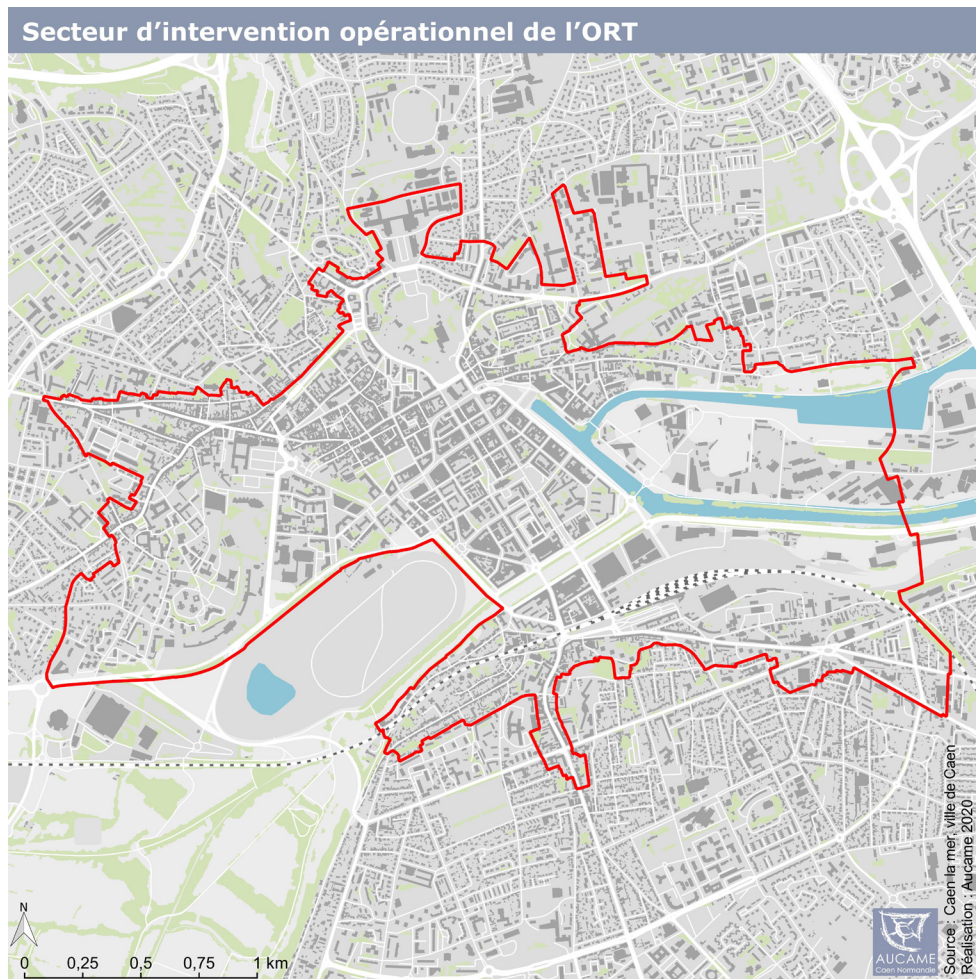 Secteur d’intervention opérationnel de l’ORT
N
0 0,25 0,5 0,75 1 km
Source : Caen la mer, ville de Caen
Réalisation : Aucame 2020
AUCAME
Caen Normandie